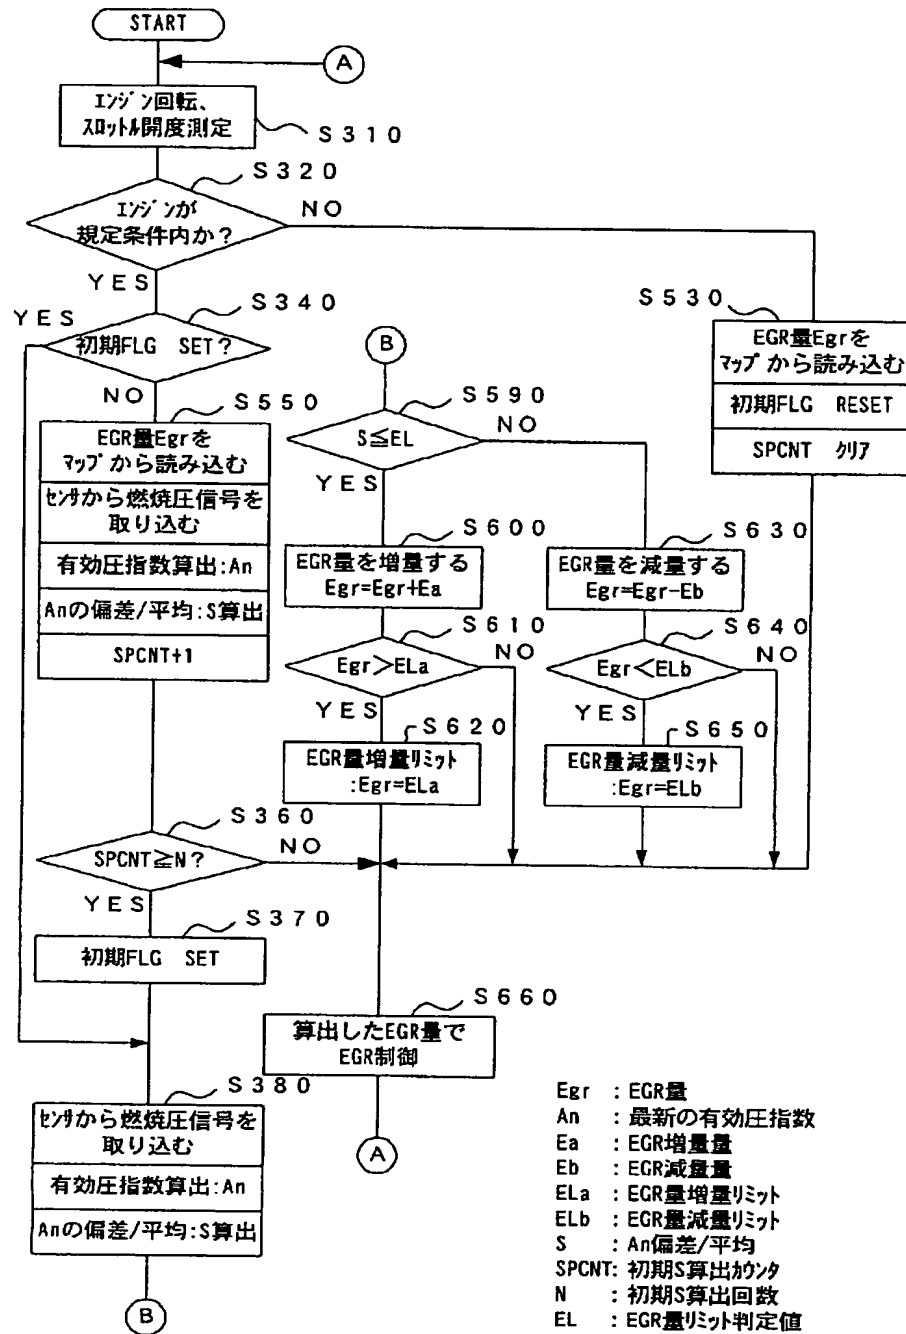 START
A
エンジン回転、
スロットル開度測定
S310
S320
エンジンが
規定条件内か?
NO
YES
S340
YES
初期FLG SET?
NO
S530
EGR量Egrを
マップから読み込む
初期FLG RESET
SPCNT クリア
S550
EGR量Egrを
マップから読み込む
センサから燃焼圧信号を
取り込む
有効圧指数算出:An
Anの偏差/平均:S算出
SPCNT+1
B
S590
S≦EL
NO
YES
S600
EGR量を増量する
Egr=Egr+Ea
S610
Egr>ELa
NO
YES
S620
EGR量増量リミット
:Egr=ELa
S630
EGR量を減量する
Egr=Egr-Eb
S640
Egr<ELb
NO
YES
S650
EGR量減量リミット
:Egr=ELb
S360
SPCNT≧N?
NO
YES
S370
初期FLG SET
S660
算出したEGR量で
EGR制御
A
S380
センサから燃焼圧信号を
取り込む
有効圧指数算出:An
Anの偏差/平均:S算出
B
Egr :EGR量
An :最新の有効圧指数
Ea :EGR増量量
Eb :EGR減量量
ELa :EGR量増量リミット
ELb :EGR量減量リミット
S :An偏差/平均
SPCNT:初期S算出カウンタ
N :初期S算出回数
EL :EGR量リミット判定値